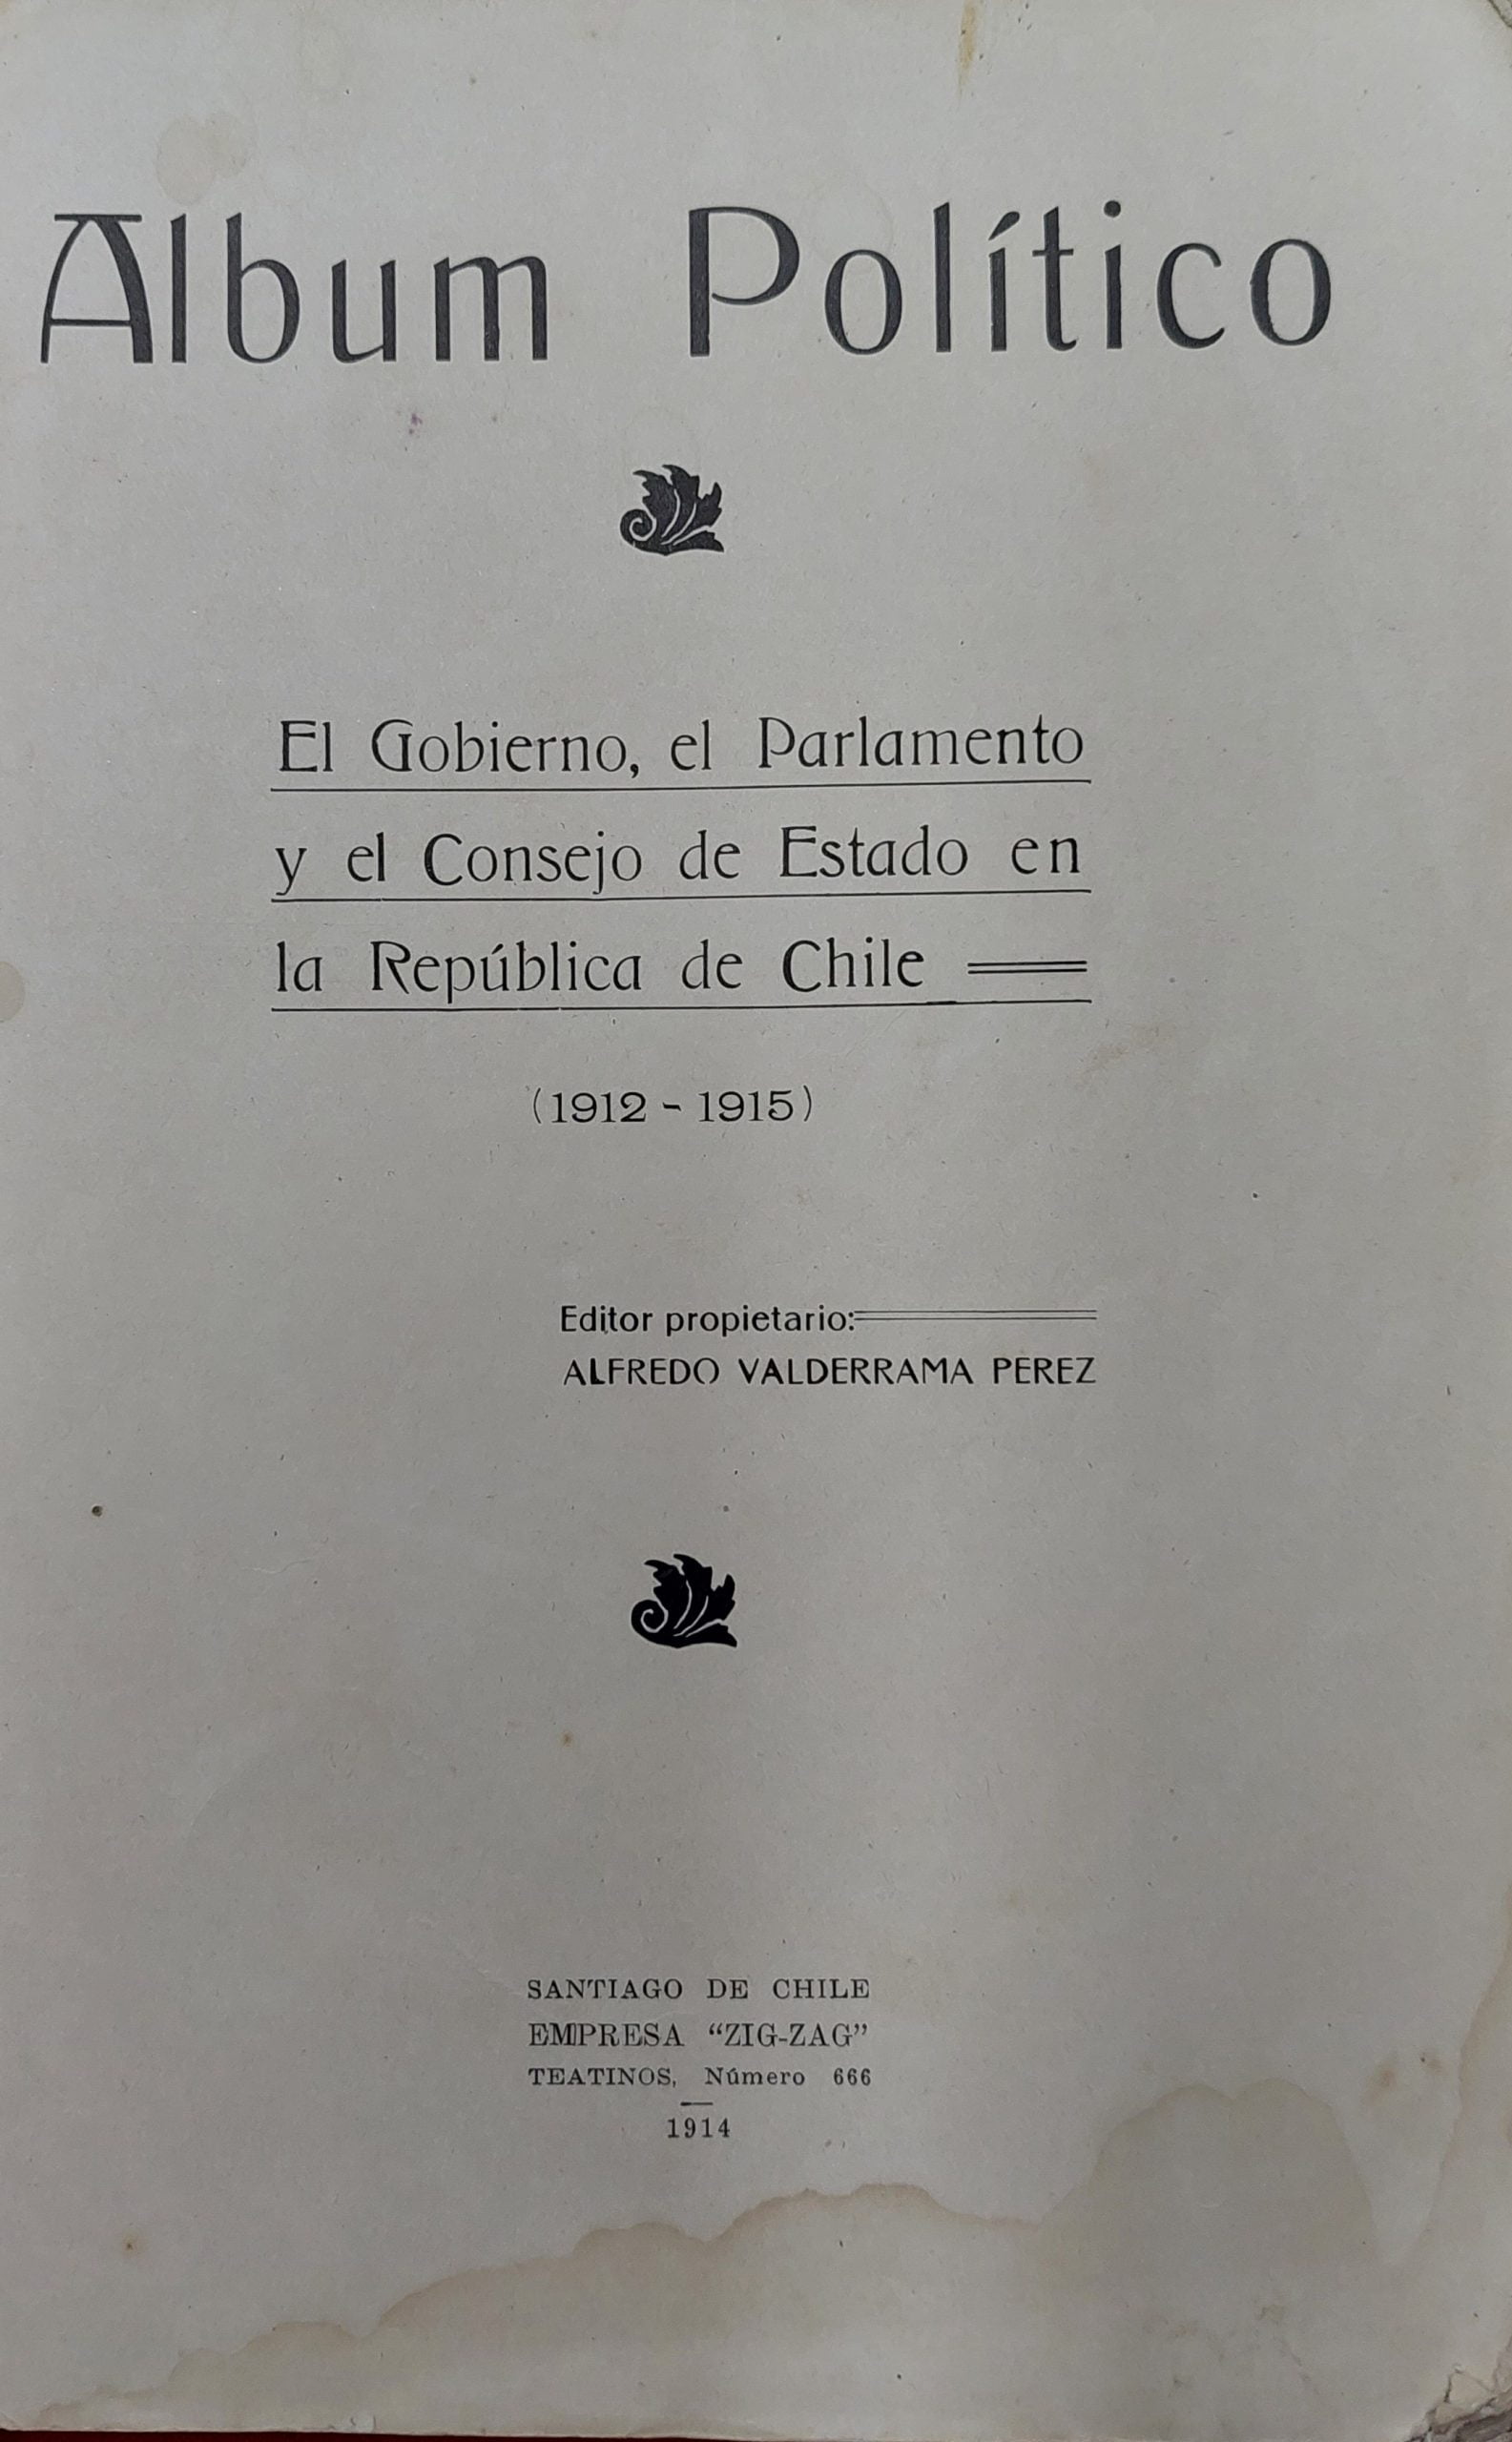 Album Político
El Gobierno, el Parlamento
y el Consejo de Estado en
la República de Chile
(1912 - 1915)
Editor propietario:
ALFREDO VALDERRAMA PEREZ
SANTIAGO DE CHILE
EMPRESA “ZIG-ZAG”
TEATINOS, Número 666
1914